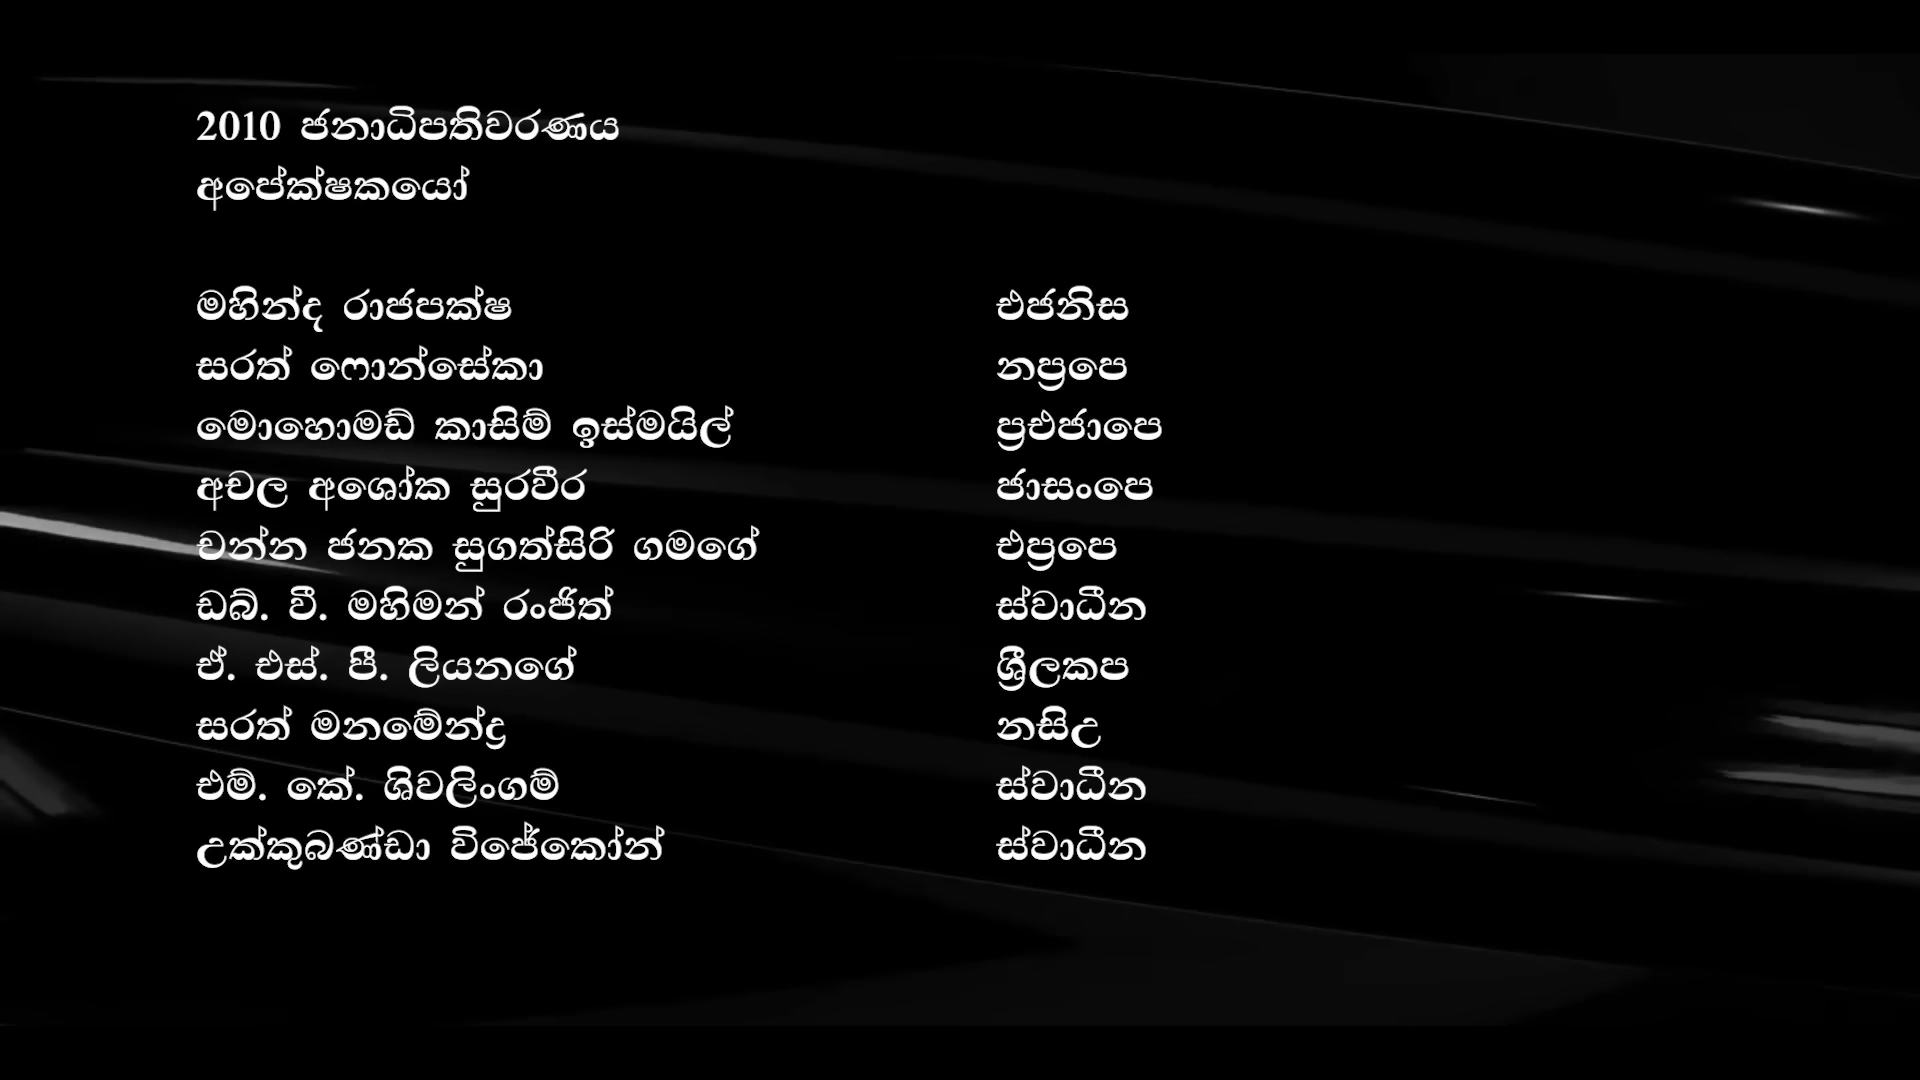 2010 ජනාධිපතිවරණය
අපේක්ෂකයෝ
මහින්ද රාජපක්ෂ එජනිස
සරත් ෆොන්සේකා නප්‍රපෙ
මොහොමඩ් කාසිම් ඉස්මයිල් ප්‍රඑජාපෙ
අචල අශෝක සුරවීර ජාසංපෙ
චන්න ජනක සුගත්සිරි ගමගේ එප්‍රපෙ
ඩබ්. වී. මහිමන් රංජිත් ස්වාධීන
ඒ. එස්. පී. ලියනගේ ශ්‍රීලකප
සරත් මනමේන්ද්‍ර නසිඋ
එම්. කේ. ශිවලිංගම් ස්වාධීන
උක්කුබණ්ඩා විජේකෝන් ස්වාධීන